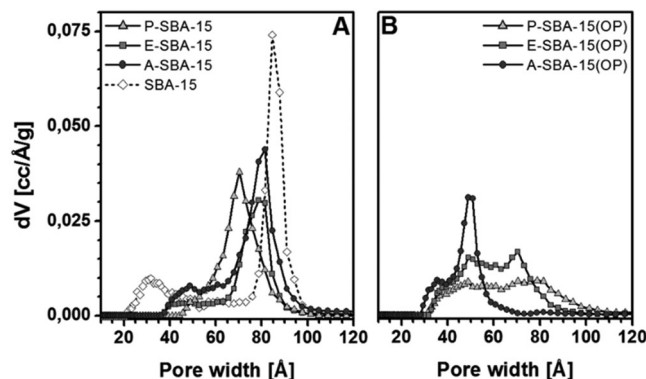 A
P-SBA-15
E-SBA-15
A-SBA-15
SBA-15
B
P-SBA-15(OP)
E-SBA-15(OP)
A-SBA-15(OP)
dV [cc/Å/g]
0,075
0,050
0,025
0,000
20 40 60 80 100 120
20 40 60 80 100 120
Pore width [Å]
Pore width [Å]